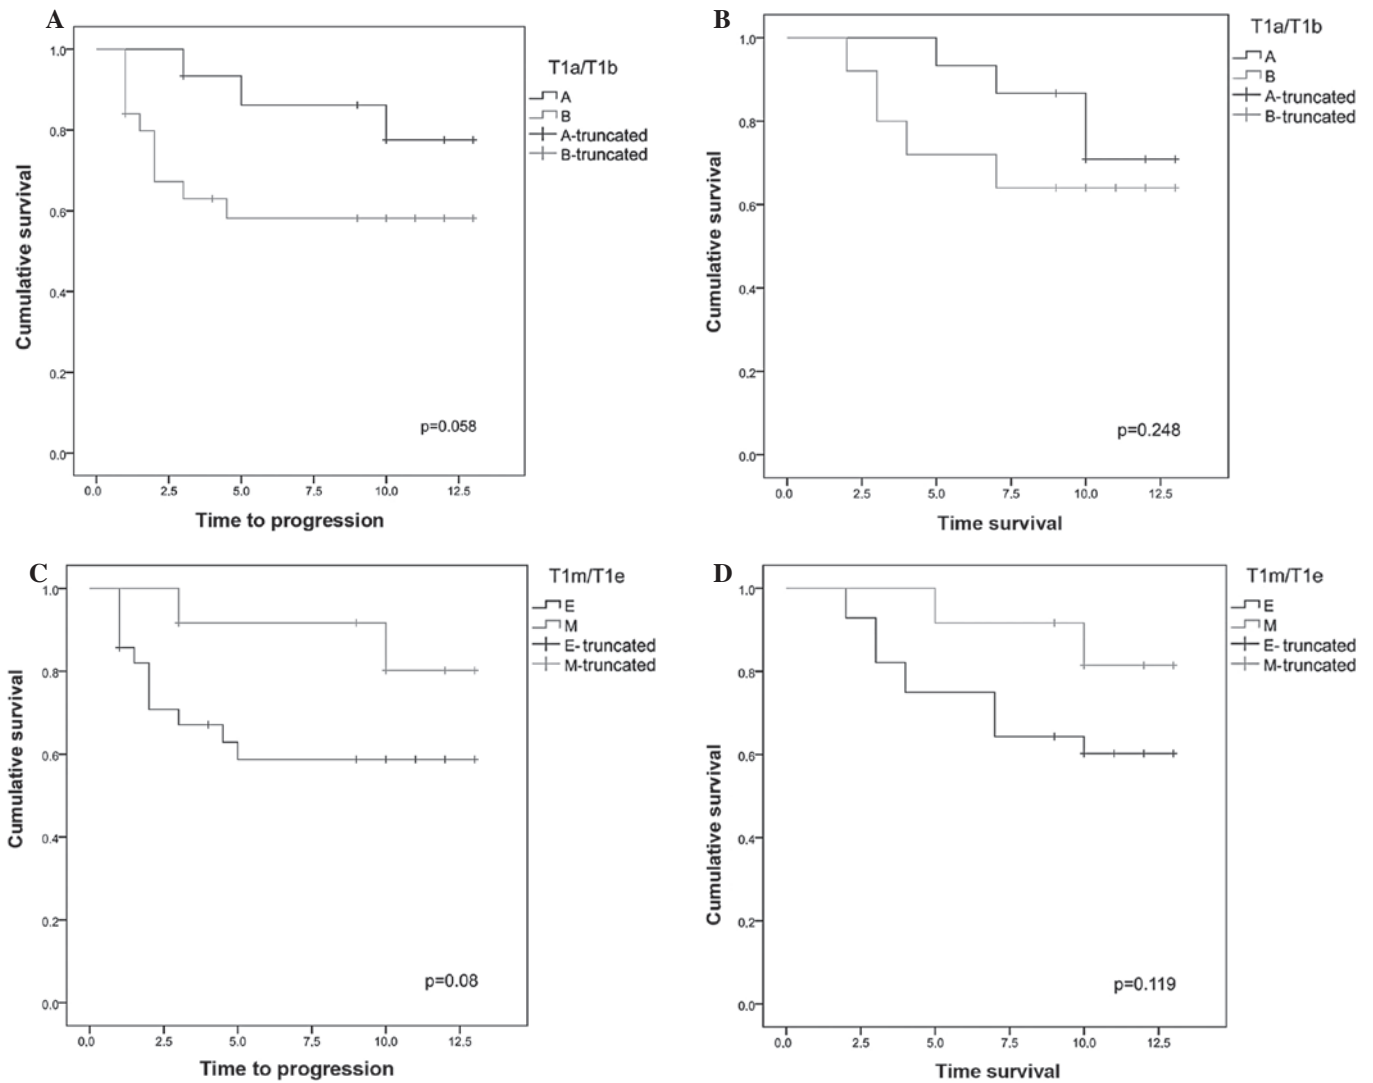 A
T1a/T1b
A
B
A-truncated
B-truncated
Cumulative survival
1.0
0.8
0.6
0.4
0.2
0.0
p=0.058
0.0 2.5 5.0 7.5 10.0 12.5
Time to progression
B
T1a/T1b
A
B
A-truncated
B-truncated
Cumulative survival
1.0
0.8
0.6
0.4
0.2
0.0
p=0.248
0.0 2.5 5.0 7.5 10.0 12.5
Time survival
C
T1m/T1e
E
M
E-truncated
M-truncated
Cumulative survival
1.0
0.8
0.6
0.4
0.2
0.0
p=0.08
0.0 2.5 5.0 7.5 10.0 12.5
Time to progression
D
T1m/T1e
E
M
E-truncated
M-truncated
Cumulative survival
1.0
0.8
0.6
0.4
0.2
0.0
p=0.119
0.0 2.5 5.0 7.5 10.0 12.5
Time survival